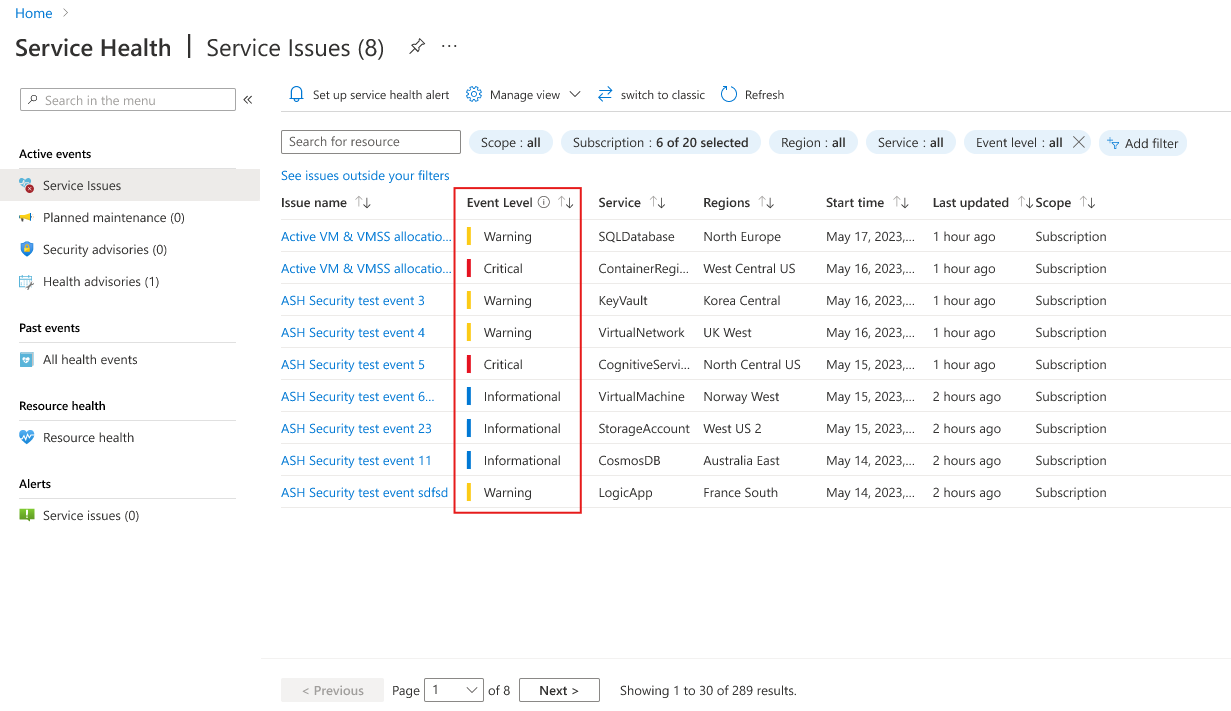 Home
Service Health | Service Issues (8)
Search in the menu
Active events
Service Issues
Planned maintenance (0)
Security advisories (0)
Health advisories (1)
Past events
All health events
Resource health
Resource health
Alerts
Service issues (0)
Set up service health alert Manage view switch to classic Refresh
Search for resource Scope : all Subscription : 6 of 20 selected Region : all Service : all Event level : all Add filter
See issues outside your filters
Issue name Event Level Service Regions Start time Last updated Scope
Active VM & VMSS allocatio... Warning SQLDatabase North Europe May 17, 2023,... 1 hour ago Subscription
Active VM & VMSS allocatio... Critical ContainerRegi... West Central US May 16, 2023,... 1 hour ago Subscription
ASH Security test event 3 Warning KeyVault Korea Central May 16, 2023,... 1 hour ago Subscription
ASH Security test event 4 Warning VirtualNetwork UK West May 16, 2023,... 1 hour ago Subscription
ASH Security test event 5 Critical CognitiveServi... North Central US May 15, 2023,... 1 hour ago Subscription
ASH Security test event 6... Informational VirtualMachine Norway West May 15, 2023,... 2 hours ago Subscription
ASH Security test event 23 Informational StorageAccount West US 2 May 15, 2023,... 2 hours ago Subscription
ASH Security test event 11 Informational CosmosDB Australia East May 14, 2023,... 2 hours ago Subscription
ASH Security test event sdfsd Warning LogicApp France South May 14, 2023,... 2 hours ago Subscription
< Previous Page 1 of 8 Next > Showing 1 to 30 of 289 results.